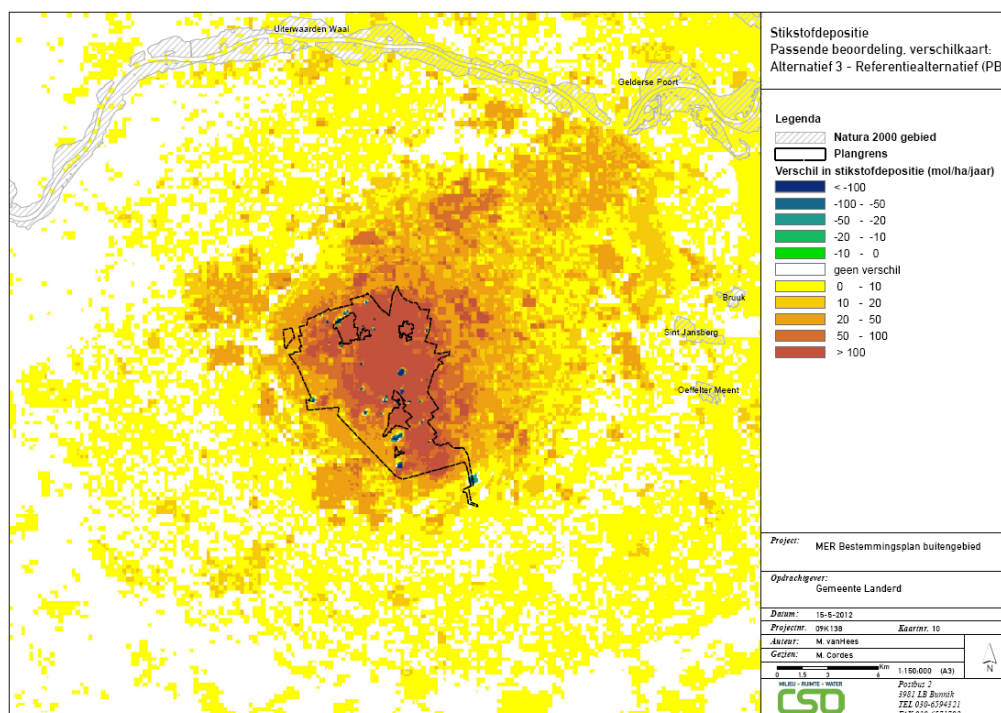 Uiterwaarden Waal
Gelderse Poort
Bruuk
Sint Jansberg
Oeffelter Meent
Stikstofdepositie
Passende beoordeling, verschilkaart:
Alternatief 3 - Referentiealternatief (PB
Legenda
Natura 2000 gebied
Plangrens
Verschil in stikstofdepositie (mol/ha/jaar)
< -100
-100 - -50
-50 - -20
-20 - -10
-10 - 0
geen verschil
0 - 10
10 - 20
20 - 50
50 - 100
> 100
Project: MER Bestemmingsplan buitengebied
Opdrachtgever:
Gemeente Landerd
Datum: 15-5-2012
Projectnr. 09K138 Kaartnr. 10
Auteur: M. vanHees
Gezien: M. Cordes
Km
0 1,5 3 6
1:150.000 (A3)
N
MILIEU • RUIMTE • WATER
CSO
Postbus 2
3981 LB Bunnik
TEL 030-6594321